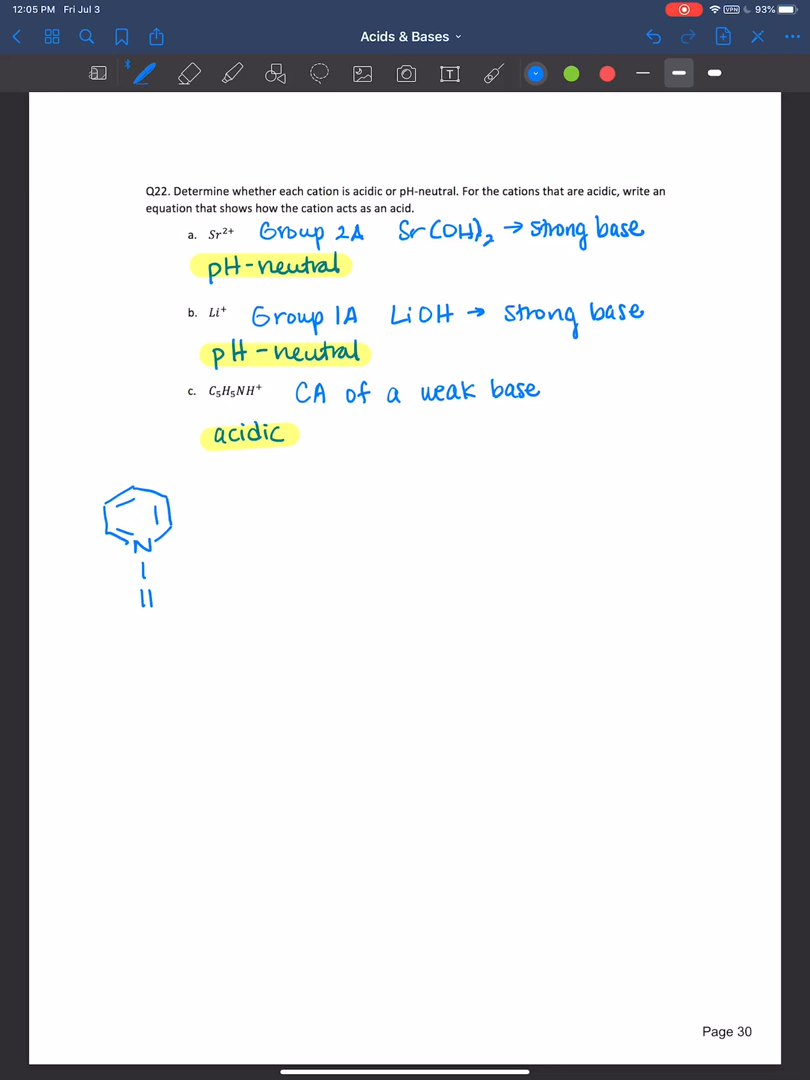 12:05 PM Fri Jul 3
VPN 93%
Acids & Bases
T
Q22. Determine whether each cation is acidic or pH-neutral. For the cations that are acidic, write an
equation that shows how the cation acts as an acid.
a. Sr²⁺ Group 2A Sr(OH)₂ → strong base
pH-neutral
b. Li⁺ Group 1A LiOH → strong base
pH-neutral
c. C₅H₅NH⁺ CA of a weak base
acidic
N
Page 30